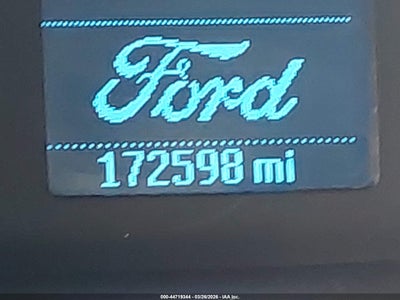 Ford
172598 mi
000-44719344 - 03/26/2026 - IAA Inc.